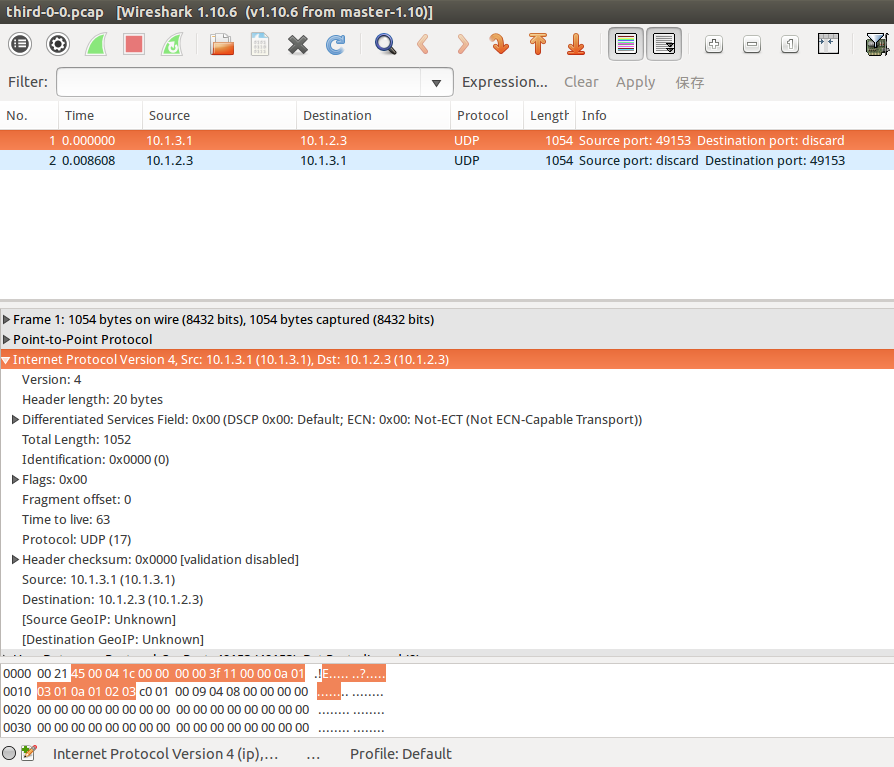 third-0-0.pcap [Wireshark 1.10.6 (v1.10.6 from master-1.10)]
Filter: Expression... Clear Apply 保存
No. Time Source Destination Protocol Length Info
1 0.000000 10.1.3.1 10.1.2.3 UDP 1054 Source port: 49153 Destination port: discard
2 0.008608 10.1.2.3 10.1.3.1 UDP 1054 Source port: discard Destination port: 49153
Frame 1: 1054 bytes on wire (8432 bits), 1054 bytes captured (8432 bits)
Point-to-Point Protocol
Internet Protocol Version 4, Src: 10.1.3.1 (10.1.3.1), Dst: 10.1.2.3 (10.1.2.3)
Version: 4
Header length: 20 bytes
Differentiated Services Field: 0x00 (DSCP 0x00: Default; ECN: 0x00: Not-ECT (Not ECN-Capable Transport))
Total Length: 1052
Identification: 0x0000 (0)
Flags: 0x00
Fragment offset: 0
Time to live: 63
Protocol: UDP (17)
Header checksum: 0x0000 [validation disabled]
Source: 10.1.3.1 (10.1.3.1)
Destination: 10.1.2.3 (10.1.2.3)
[Source GeoIP: Unknown]
[Destination GeoIP: Unknown]
0000 00 21 45 00 04 1c 00 00 00 00 3f 11 00 00 0a 01 .!E..... ..?.....
0010 03 01 0a 01 02 03 c0 01 00 09 04 08 00 00 00 00 ........ ........
0020 00 00 00 00 00 00 00 00 00 00 00 00 00 00 00 00 ........ ........
0030 00 00 00 00 00 00 00 00 00 00 00 00 00 00 00 00 ........ ........
Internet Protocol Version 4 (ip),... ... Profile: Default